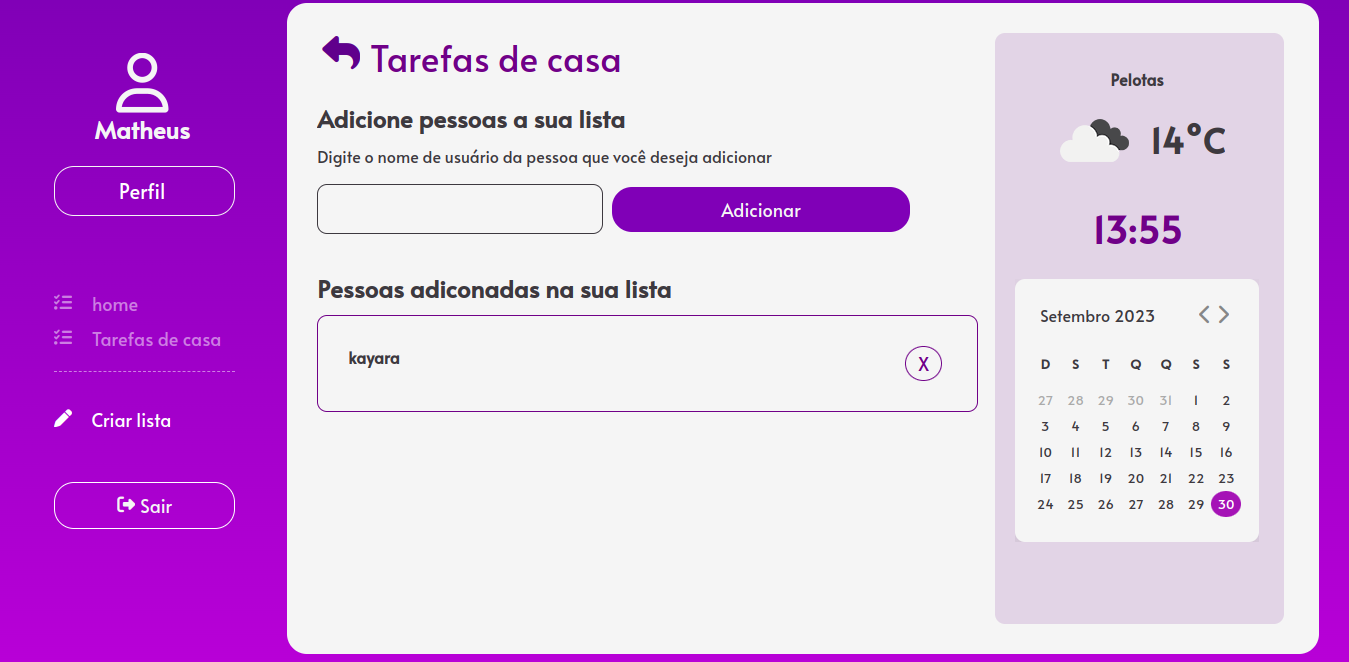 Matheus
Perfil
home
Tarefas de casa
Criar lista
Sair
Tarefas de casa
Adicione pessoas a sua lista
Digite o nome de usuário da pessoa que você deseja adicionar
Adicionar
Pessoas adiconadas na sua lista
kayara
X
Pelotas
14°C
13:55
Setembro 2023
D S T Q Q S S
27 28 29 30 31 1 2
3 4 5 6 7 8 9
10 11 12 13 14 15 16
17 18 19 20 21 22 23
24 25 26 27 28 29 30